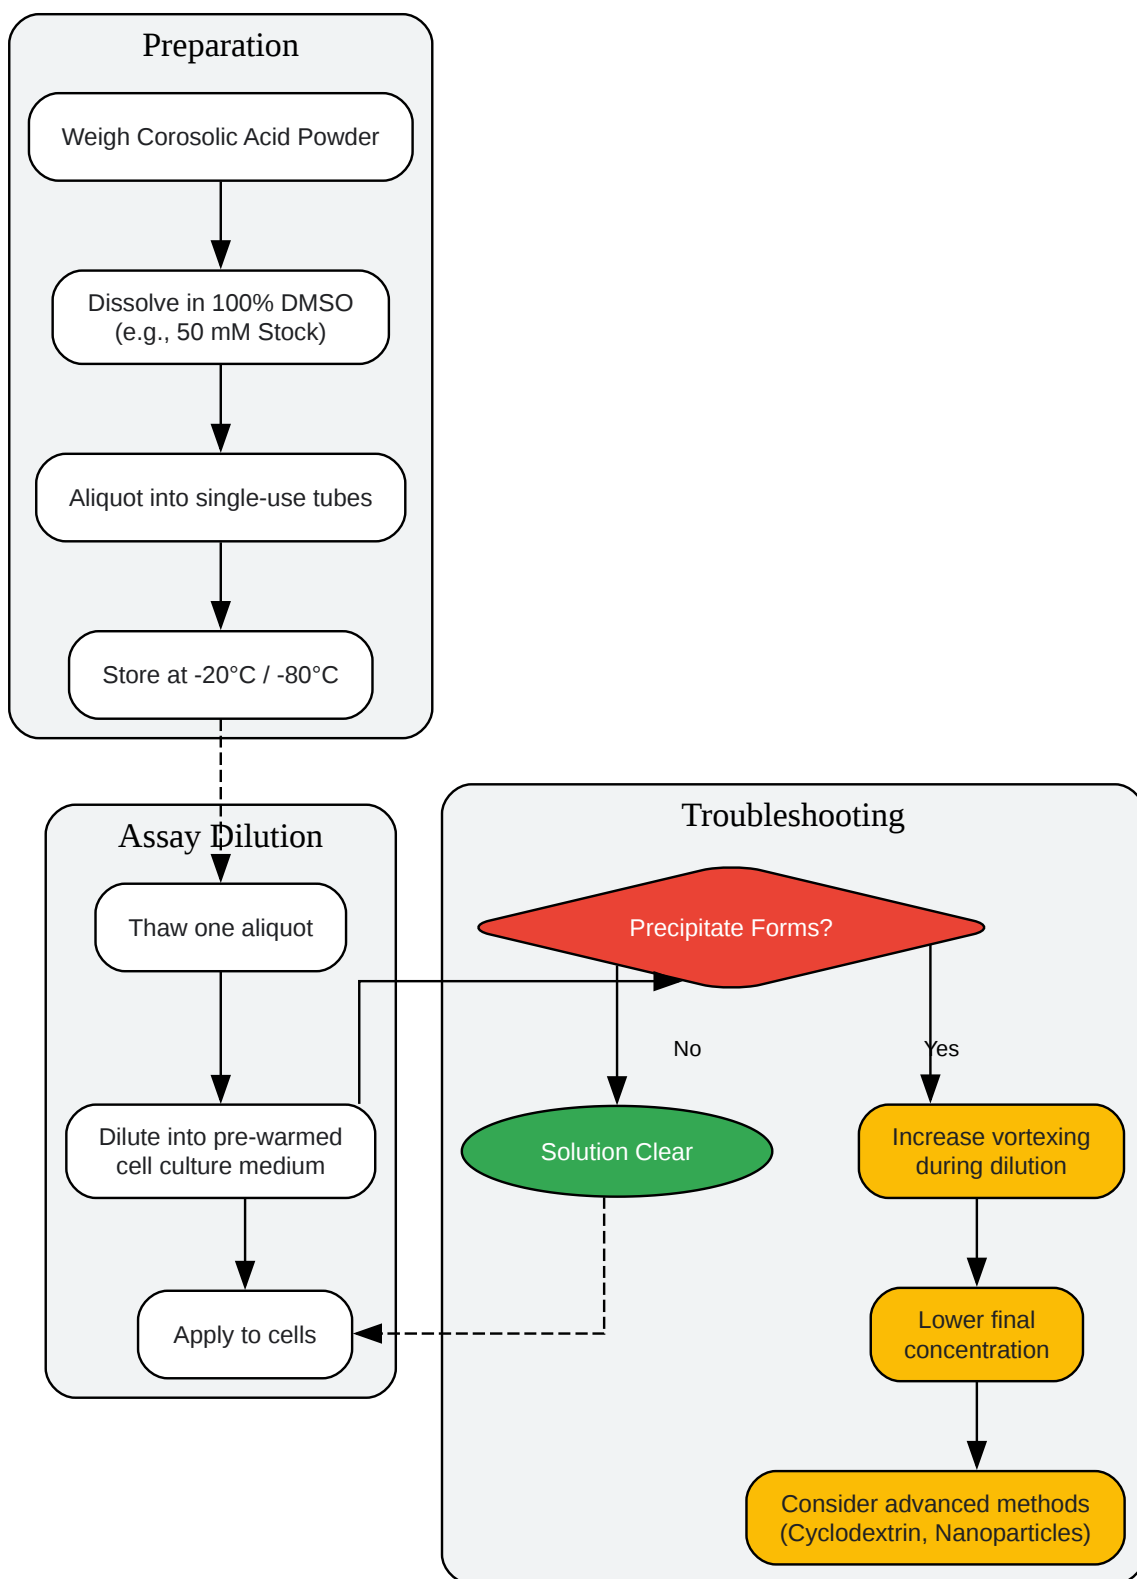 Preparation
Weigh Corosolic Acid Powder
Dissolve in 100% DMSO
(e.g., 50 mM Stock)
Aliquot into single-use tubes
Store at -20°C / -80°C
Assay Dilution
Thaw one aliquot
Dilute into pre-warmed
cell culture medium
Apply to cells
Troubleshooting
Precipitate Forms?
No
Yes
Solution Clear
Increase vortexing
during dilution
Lower final
concentration
Consider advanced methods
(Cyclodextrin, Nanoparticles)